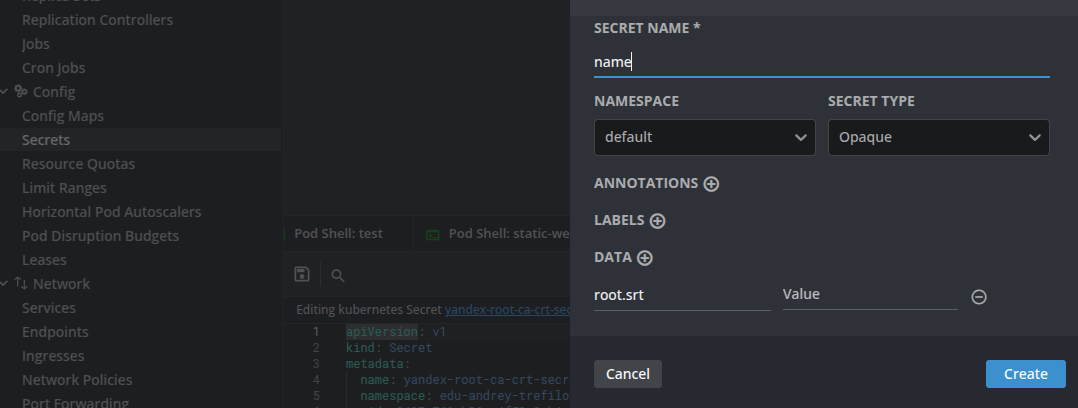 Replication Controllers
Jobs
Cron Jobs
Config
Config Maps
Secrets
Resource Quotas
Limit Ranges
Horizontal Pod Autoscalers
Pod Disruption Budgets
Leases
Network
Services
Endpoints
Ingresses
Network Policies
Port Forwarding
Pod Shell: test
Pod Shell: static-we
Editing kubernetes Secret yandex-root-ca-crt-sec
1 apiVersion: v1
2 kind: Secret
3 metadata:
4 name: yandex-root-ca-crt-secr
5 namespace: edu-andrey-trefilo
SECRET NAME *
name
NAMESPACE
SECRET TYPE
default
Opaque
ANNOTATIONS
LABELS
DATA
root.srt
Value
Cancel
Create